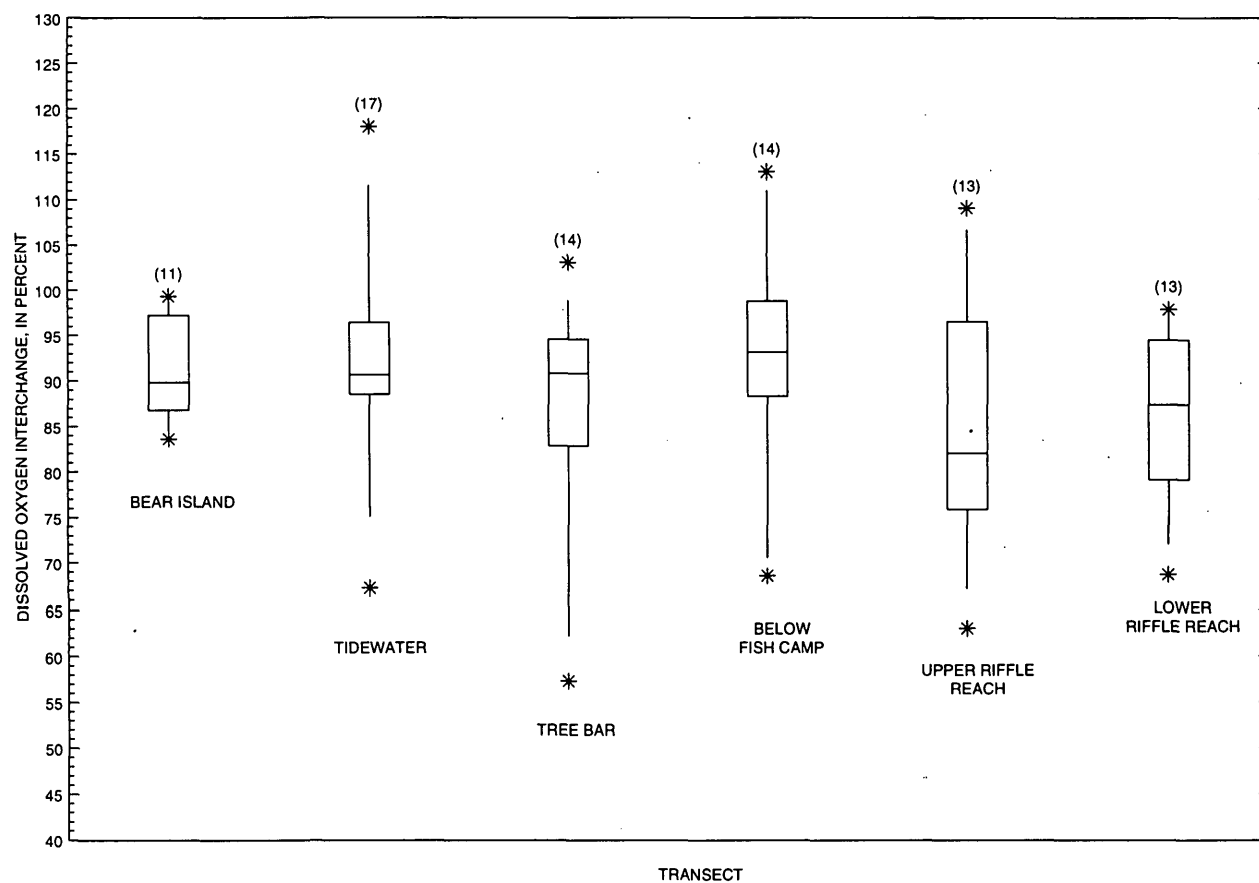 130
125
120
115
110
105
100
95
90
85
80
75
70
65
60
55
50
45
40
DISSOLVED OXYGEN INTERCHANGE, IN PERCENT
(11)
BEAR ISLAND
(17)
TIDEWATER
(14)
TREE BAR
(14)
BELOW
FISH CAMP
(13)
UPPER RIFFLE
REACH
(13)
LOWER
RIFFLE REACH
TRANSECT